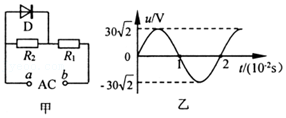 D
R₂ R₁
a AC b
甲
u/V
30√2
0
1 2 t/(10⁻²s)
-30√2
乙